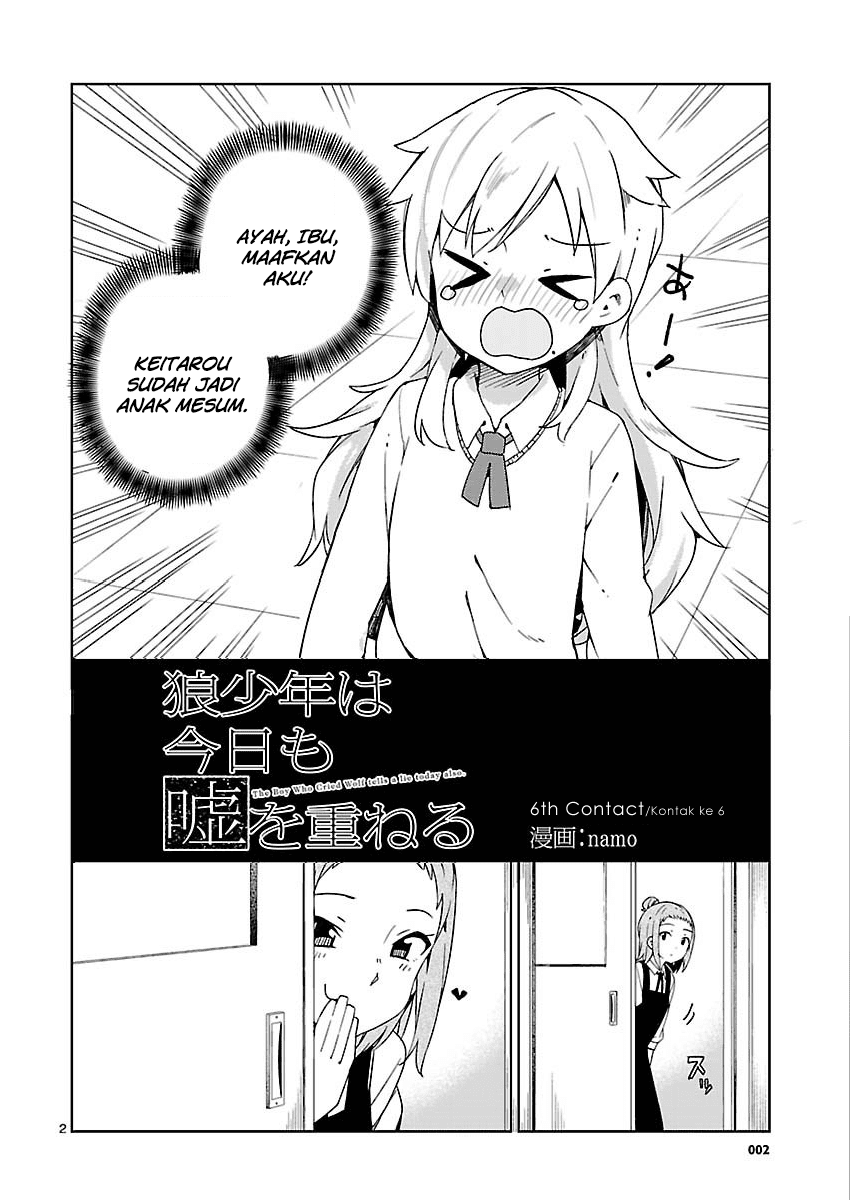 あー!
AYAH, IBU,
MAAFKAN
AKU!
KEITAROU
SUDAH JADI
ANAK MESUM.
狼少年は
今日も
嘘を重ねる
The Boy Who Cried Wolf tells a lie today also.
6th Contact/Kontak ke 6
漫画:namo
スッ
2
002